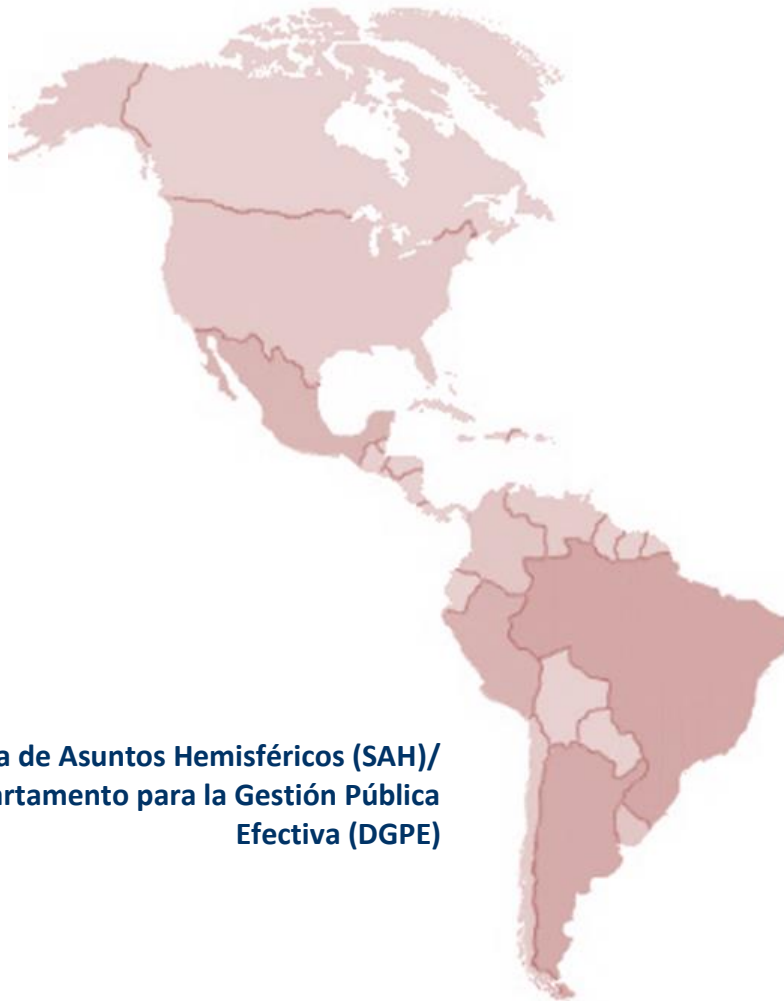 a de Asuntos Hemisféricos (SAH)/
artamento para la Gestión Pública
Efectiva (DGPE)